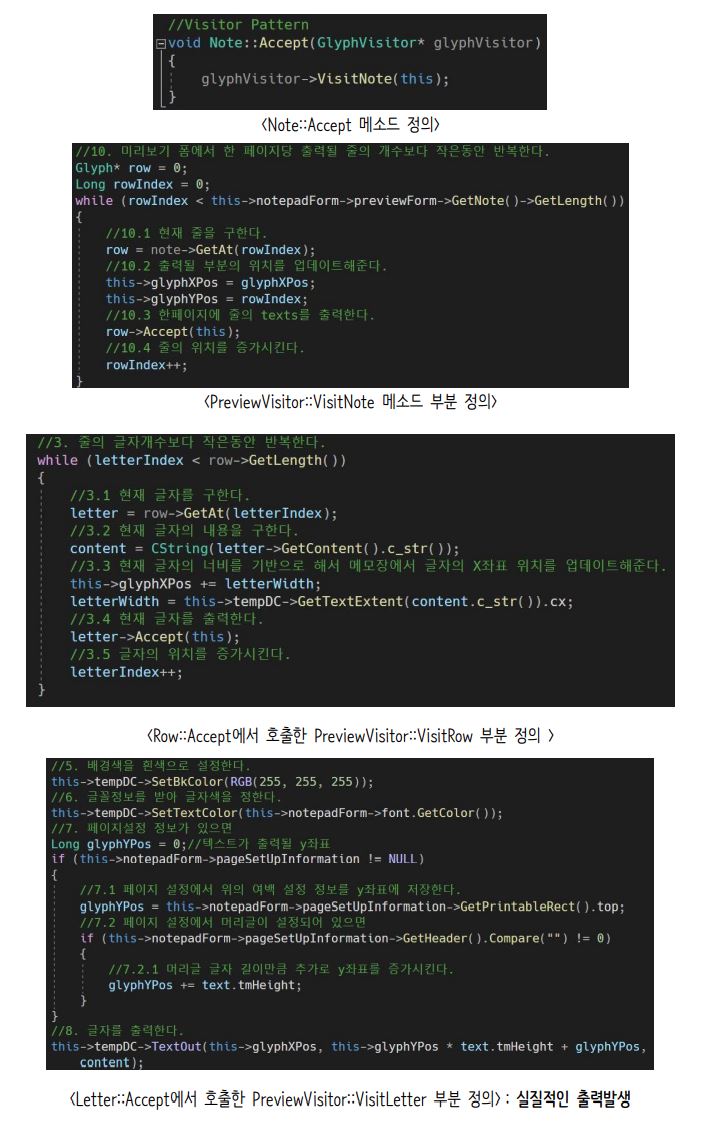 //Visitor Pattern
void Note::Accept(GlyphVisitor* glyphVisitor)
{
glyphVisitor->VisitNote(this);
}
<Note::Accept 메소드 정의>
//10. 미리보기 폼에서 한 페이지당 출력될 줄의 개수보다 작은동안 반복한다.
Glyph* row = 0;
Long rowIndex = 0;
while (rowIndex < this->notepadForm->previewForm->GetNote()->GetLength())
{
//10.1 현재 줄을 구한다.
row = note->GetAt(rowIndex);
//10.2 출력될 부분의 위치를 업데이트해준다.
this->glyphXPos = glyphXPos;
this->glyphYPos = rowIndex;
//10.3 한페이지에 줄의 texts를 출력한다.
row->Accept(this);
//10.4 줄의 위치를 증가시킨다.
rowIndex++;
}
<PreviewVisitor::VisitNote 메소드 부분 정의>
//3. 줄의 글자개수보다 작은동안 반복한다.
while (letterIndex < row->GetLength())
{
//3.1 현재 글자를 구한다.
letter = row->GetAt(letterIndex);
//3.2 현재 글자의 내용을 구한다.
content = CString(letter->GetContent().c_str());
//3.3 현재 글자의 너비를 기반으로 해서 메모장에서 글자의 X좌표 위치를 업데이트해준다.
this->glyphXPos += letterWidth;
letterWidth = this->tempDC->GetTextExtent(content.c_str()).cx;
//3.4 현재 글자를 출력한다.
letter->Accept(this);
//3.5 글자의 위치를 증가시킨다.
letterIndex++;
}
<Row::Accept에서 호출한 PreviewVisitor::VisitRow 부분 정의 >
//5. 배경색을 흰색으로 설정한다.
this->tempDC->SetBkColor(RGB(255, 255, 255));
//6. 글꼴정보를 받아 글자색을 정한다.
this->tempDC->SetTextColor(this->notepadForm->font.GetColor());
//7. 페이지설정 정보가 있으면
Long glyphYPos = 0;//텍스트가 출력될 y좌표
if (this->notepadForm->pageSetUpInformation != NULL)
{
//7.1 페이지 설정에서 위의 여백 설정 정보를 y좌표에 저장한다.
glyphYPos = this->notepadForm->pageSetUpInformation->GetPrintableRect().top;
//7.2 페이지 설정에서 머리글이 설정되어 있으면
if (this->notepadForm->pageSetUpInformation->GetHeader().Compare("") != 0)
{
//7.2.1 머리글 글자 길이만큼 추가로 y좌표를 증가시킨다.
glyphYPos += text.tmHeight;
}
}
//8. 글자를 출력한다.
this->tempDC->TextOut(this->glyphXPos, this->glyphYPos * text.tmHeight + glyphYPos,
content);
<Letter::Accept에서 호출한 PreviewVisitor::VisitLetter 부분 정의> : 실질적인 출력발생